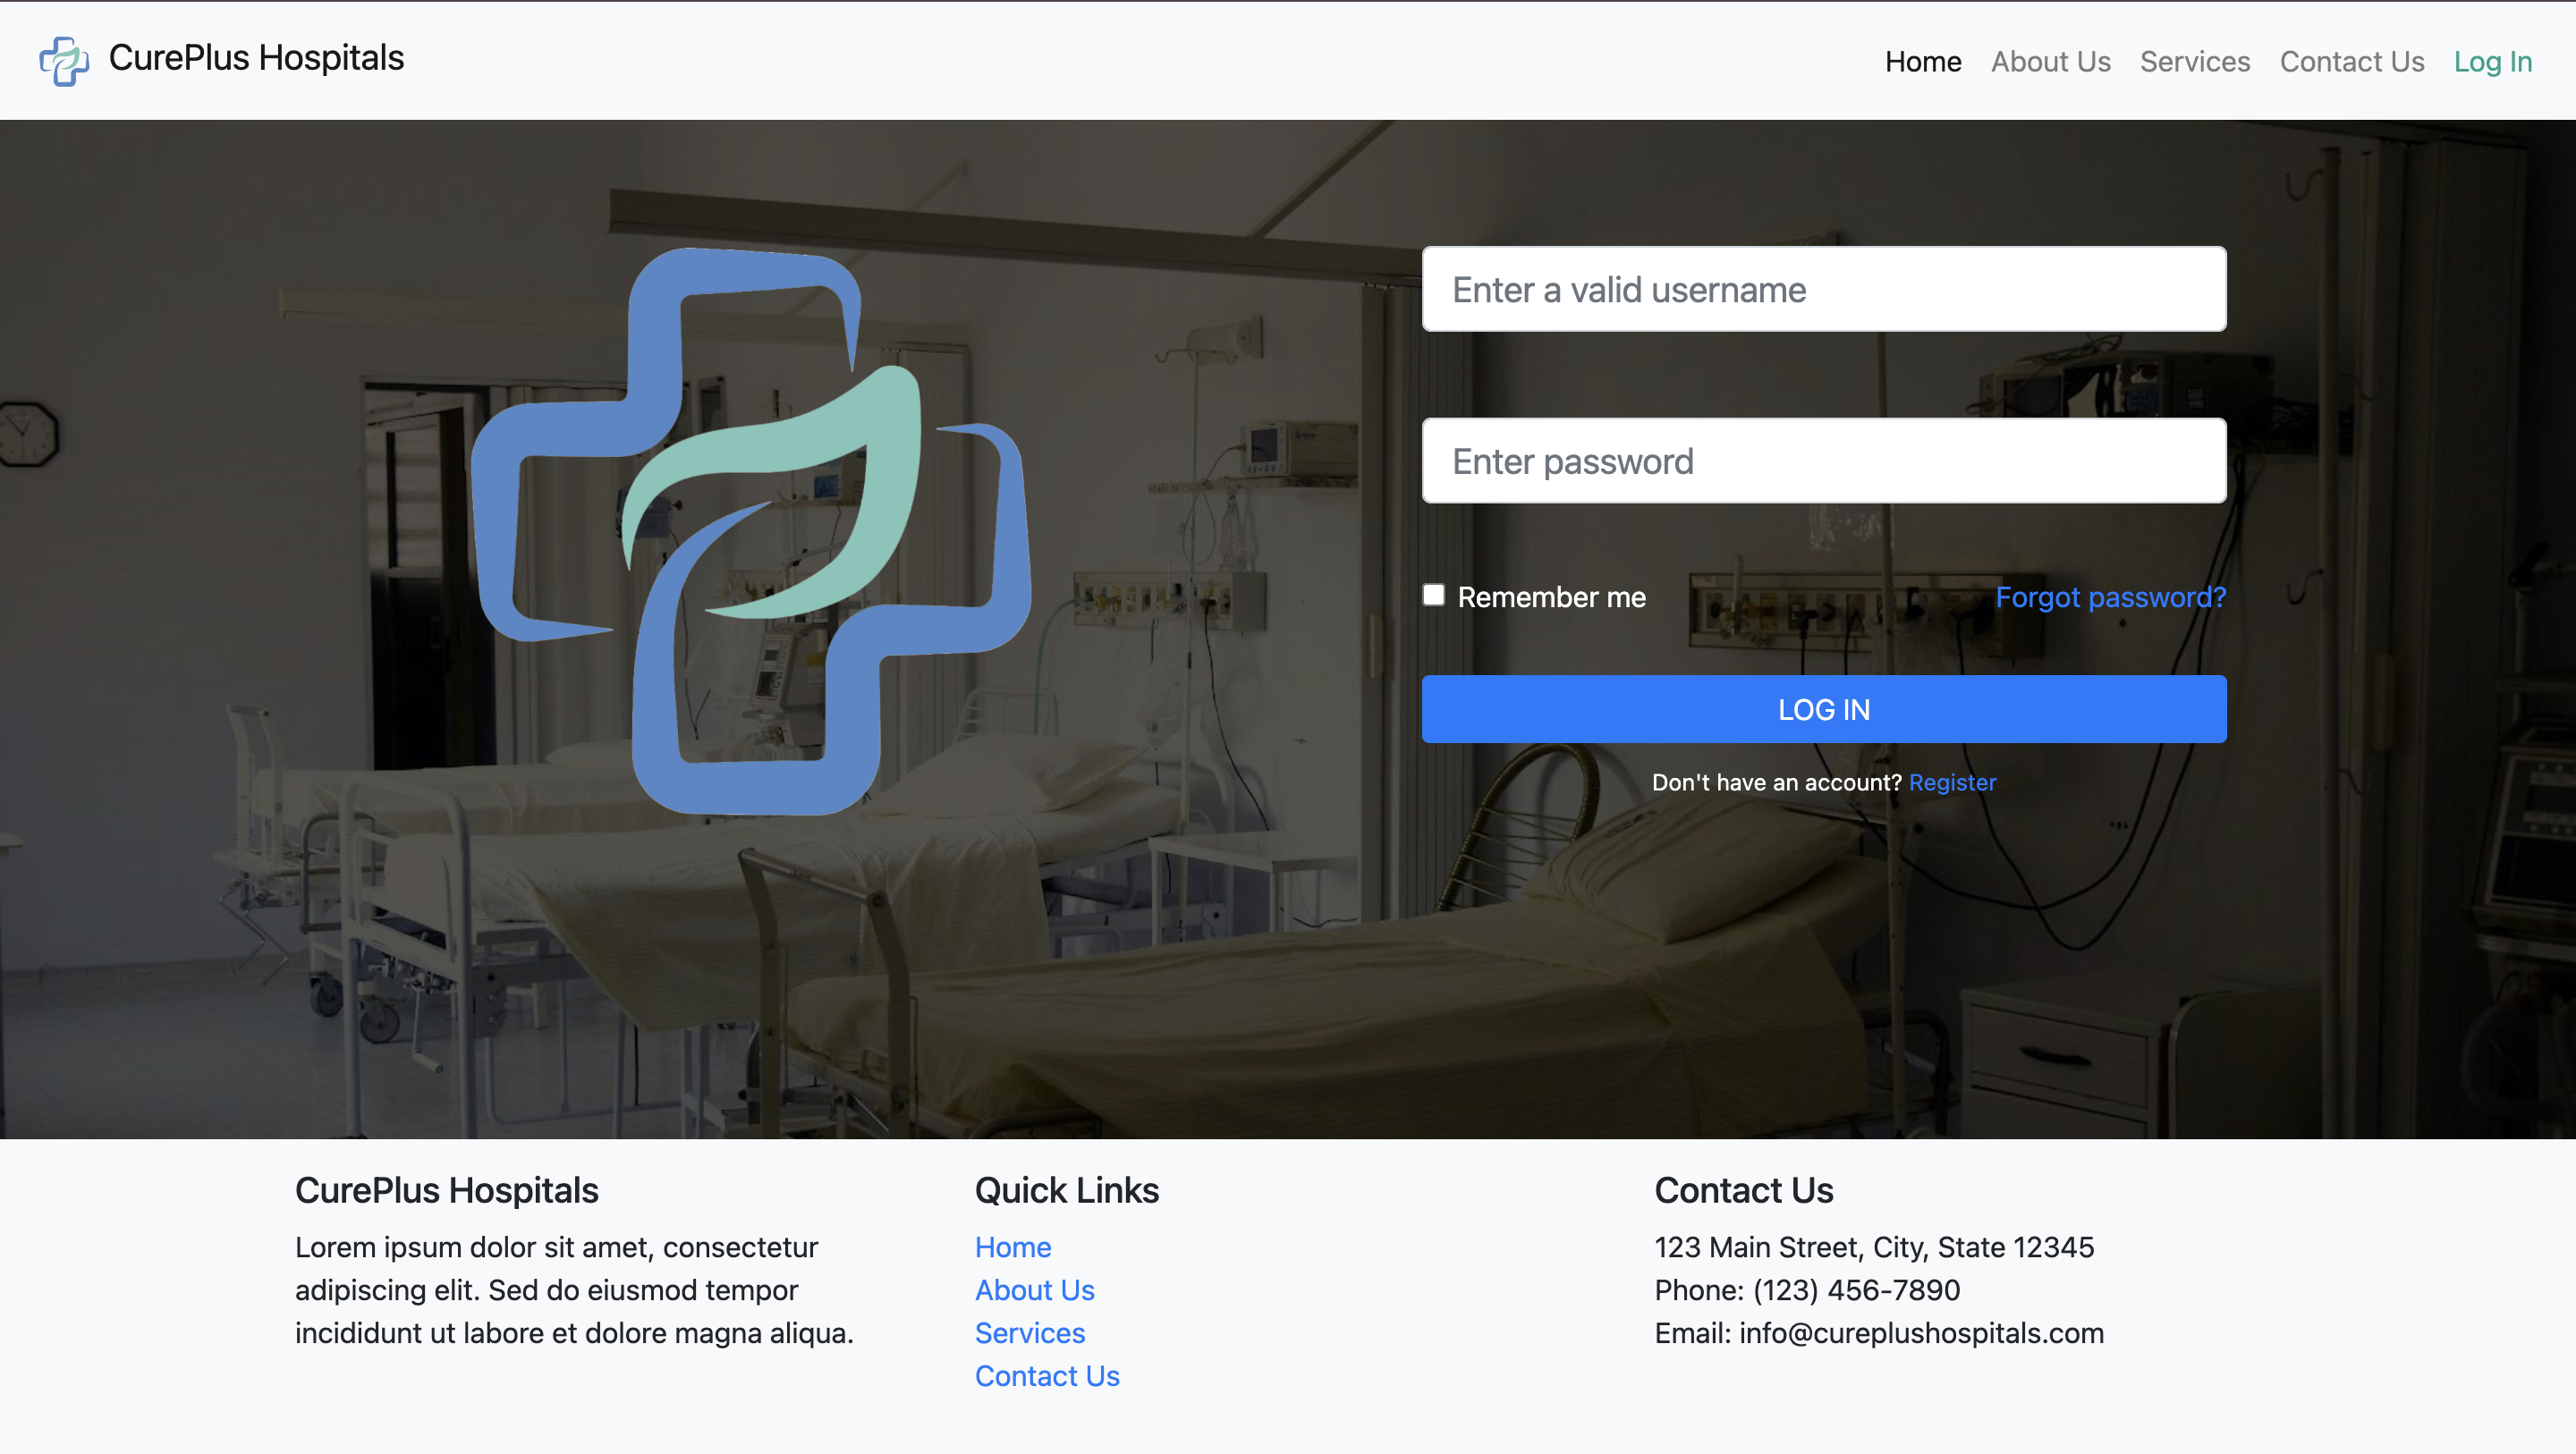 CurePlus Hospitals
Home About Us Services Contact Us Log In
Enter a valid username
Enter password
Remember me
Forgot password?
LOG IN
Don't have an account? Register
CurePlus Hospitals
Lorem ipsum dolor sit amet, consectetur
adipiscing elit. Sed do eiusmod tempor
incididunt ut labore et dolore magna aliqua.
Quick Links
Home
About Us
Services
Contact Us
Contact Us
123 Main Street, City, State 12345
Phone: (123) 456-7890
Email: info@cureplushospitals.com